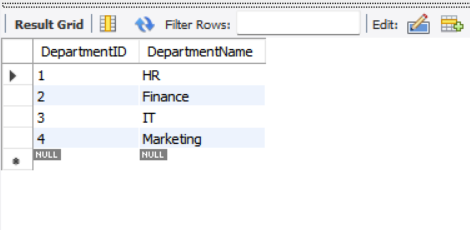 Result Grid Filter Rows: Edit:
DepartmentID DepartmentName
1 HR
2 Finance
3 IT
4 Marketing
NULL NULL